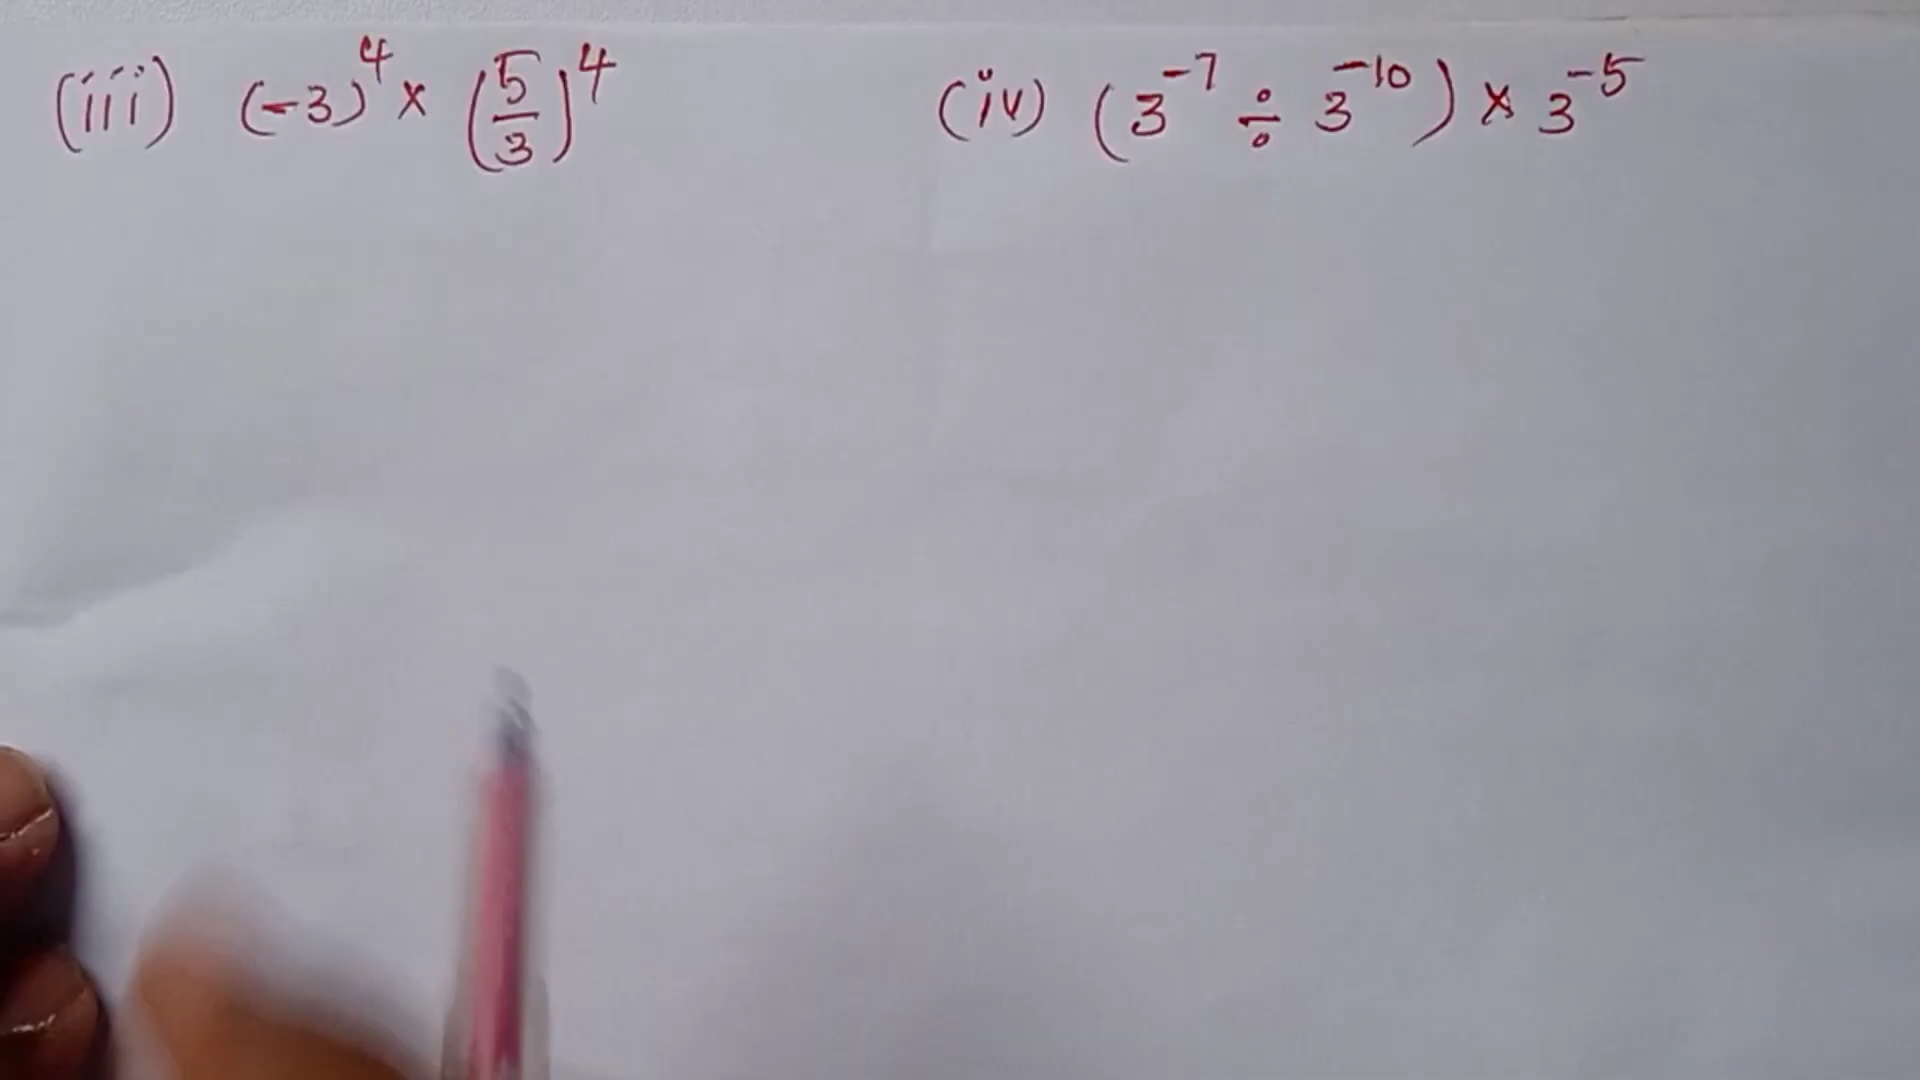 (iii) (-3)⁴ × (5/3)⁴
(iv) (3⁻⁷ ÷ 3⁻¹⁰) × 3⁻⁵